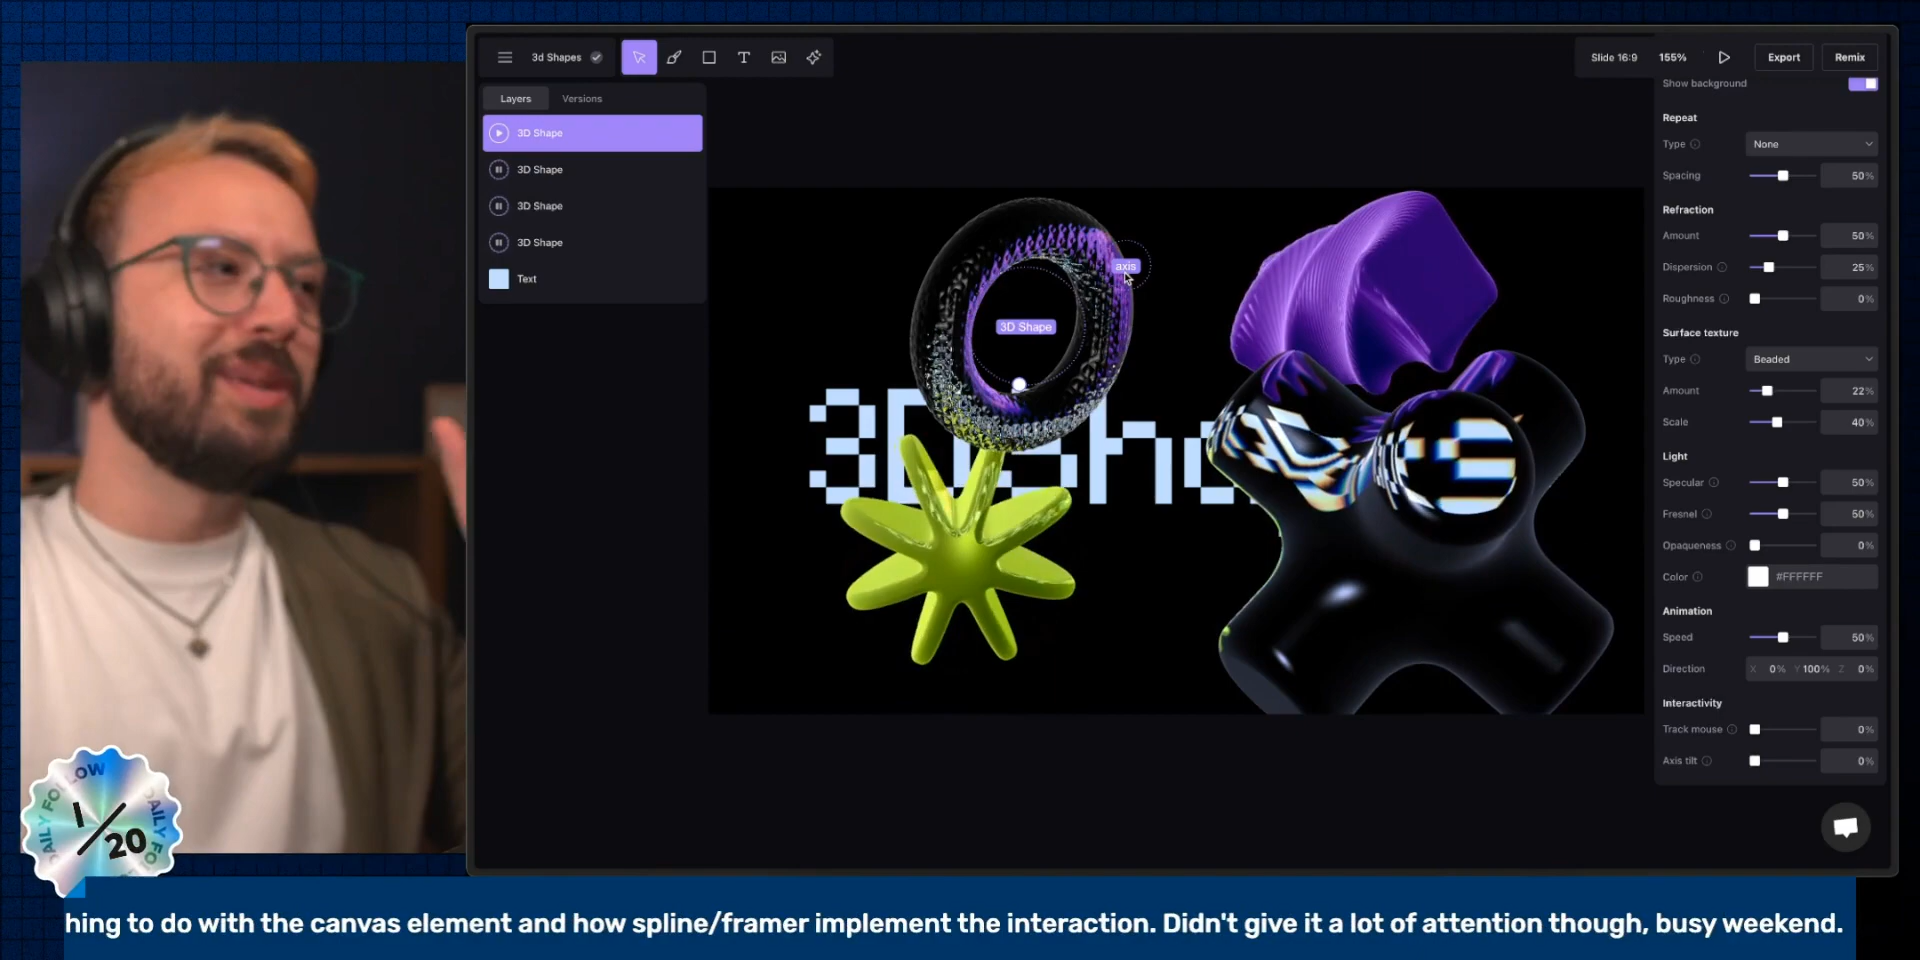 3d Shapes
Slide 16:9
155%
Export
Remix
Layers
Versions
3D Shape
3D Shape
3D Shape
3D Shape
Text
3D Shape
axis
3D Shapes
Show background
Repeat
Type
None
Spacing
50%
Refraction
Amount
50%
Dispersion
25%
Roughness
0%
Surface texture
Type
Beaded
Amount
22%
Scale
40%
Light
Specular
50%
Fresnel
50%
Opaqueness
0%
Color
#FFFFFF
Animation
Speed
50%
Direction
X 0% Y 100% Z 0%
Interactivity
Track mouse
0%
Axis tilt
0%
1/20
hing to do with the canvas element and how spline/framer implement the interaction. Didn't give it a lot of attention though, busy weekend.